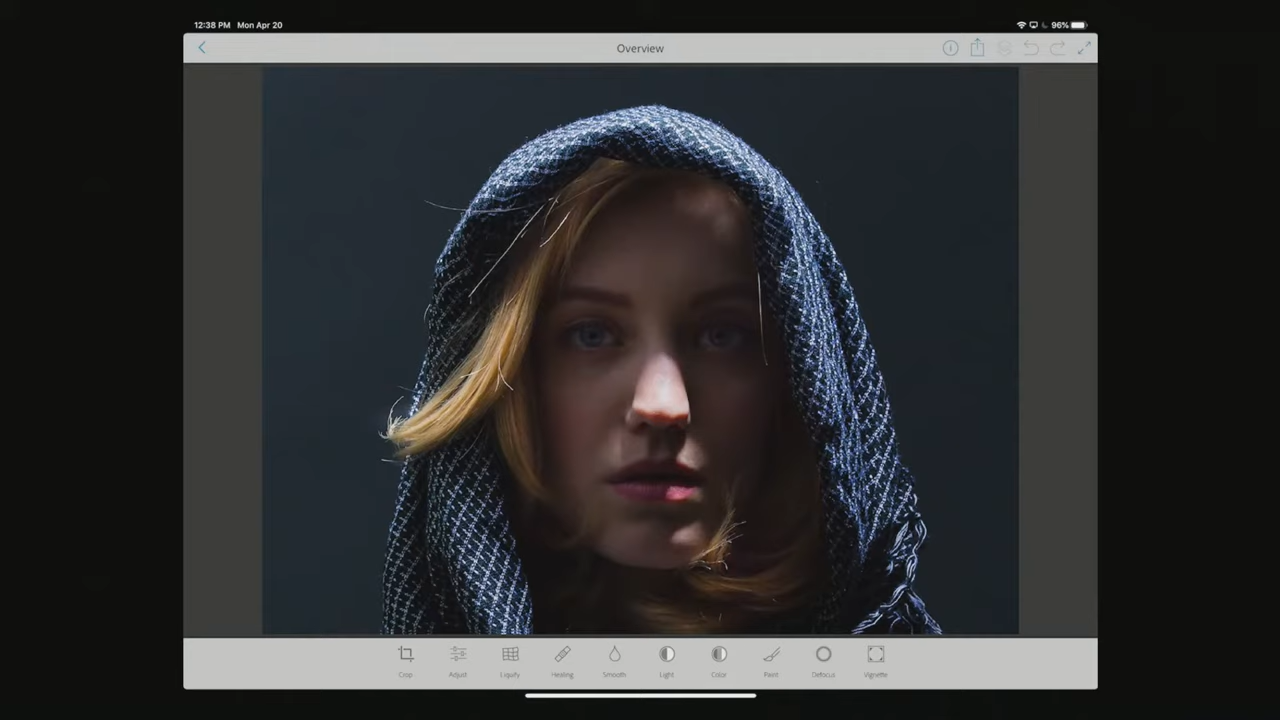 12:38 PM Mon Apr 20 96%
Overview
Crop Adjust Liquify Healing Smooth Light Color Paint Defocus Vignette